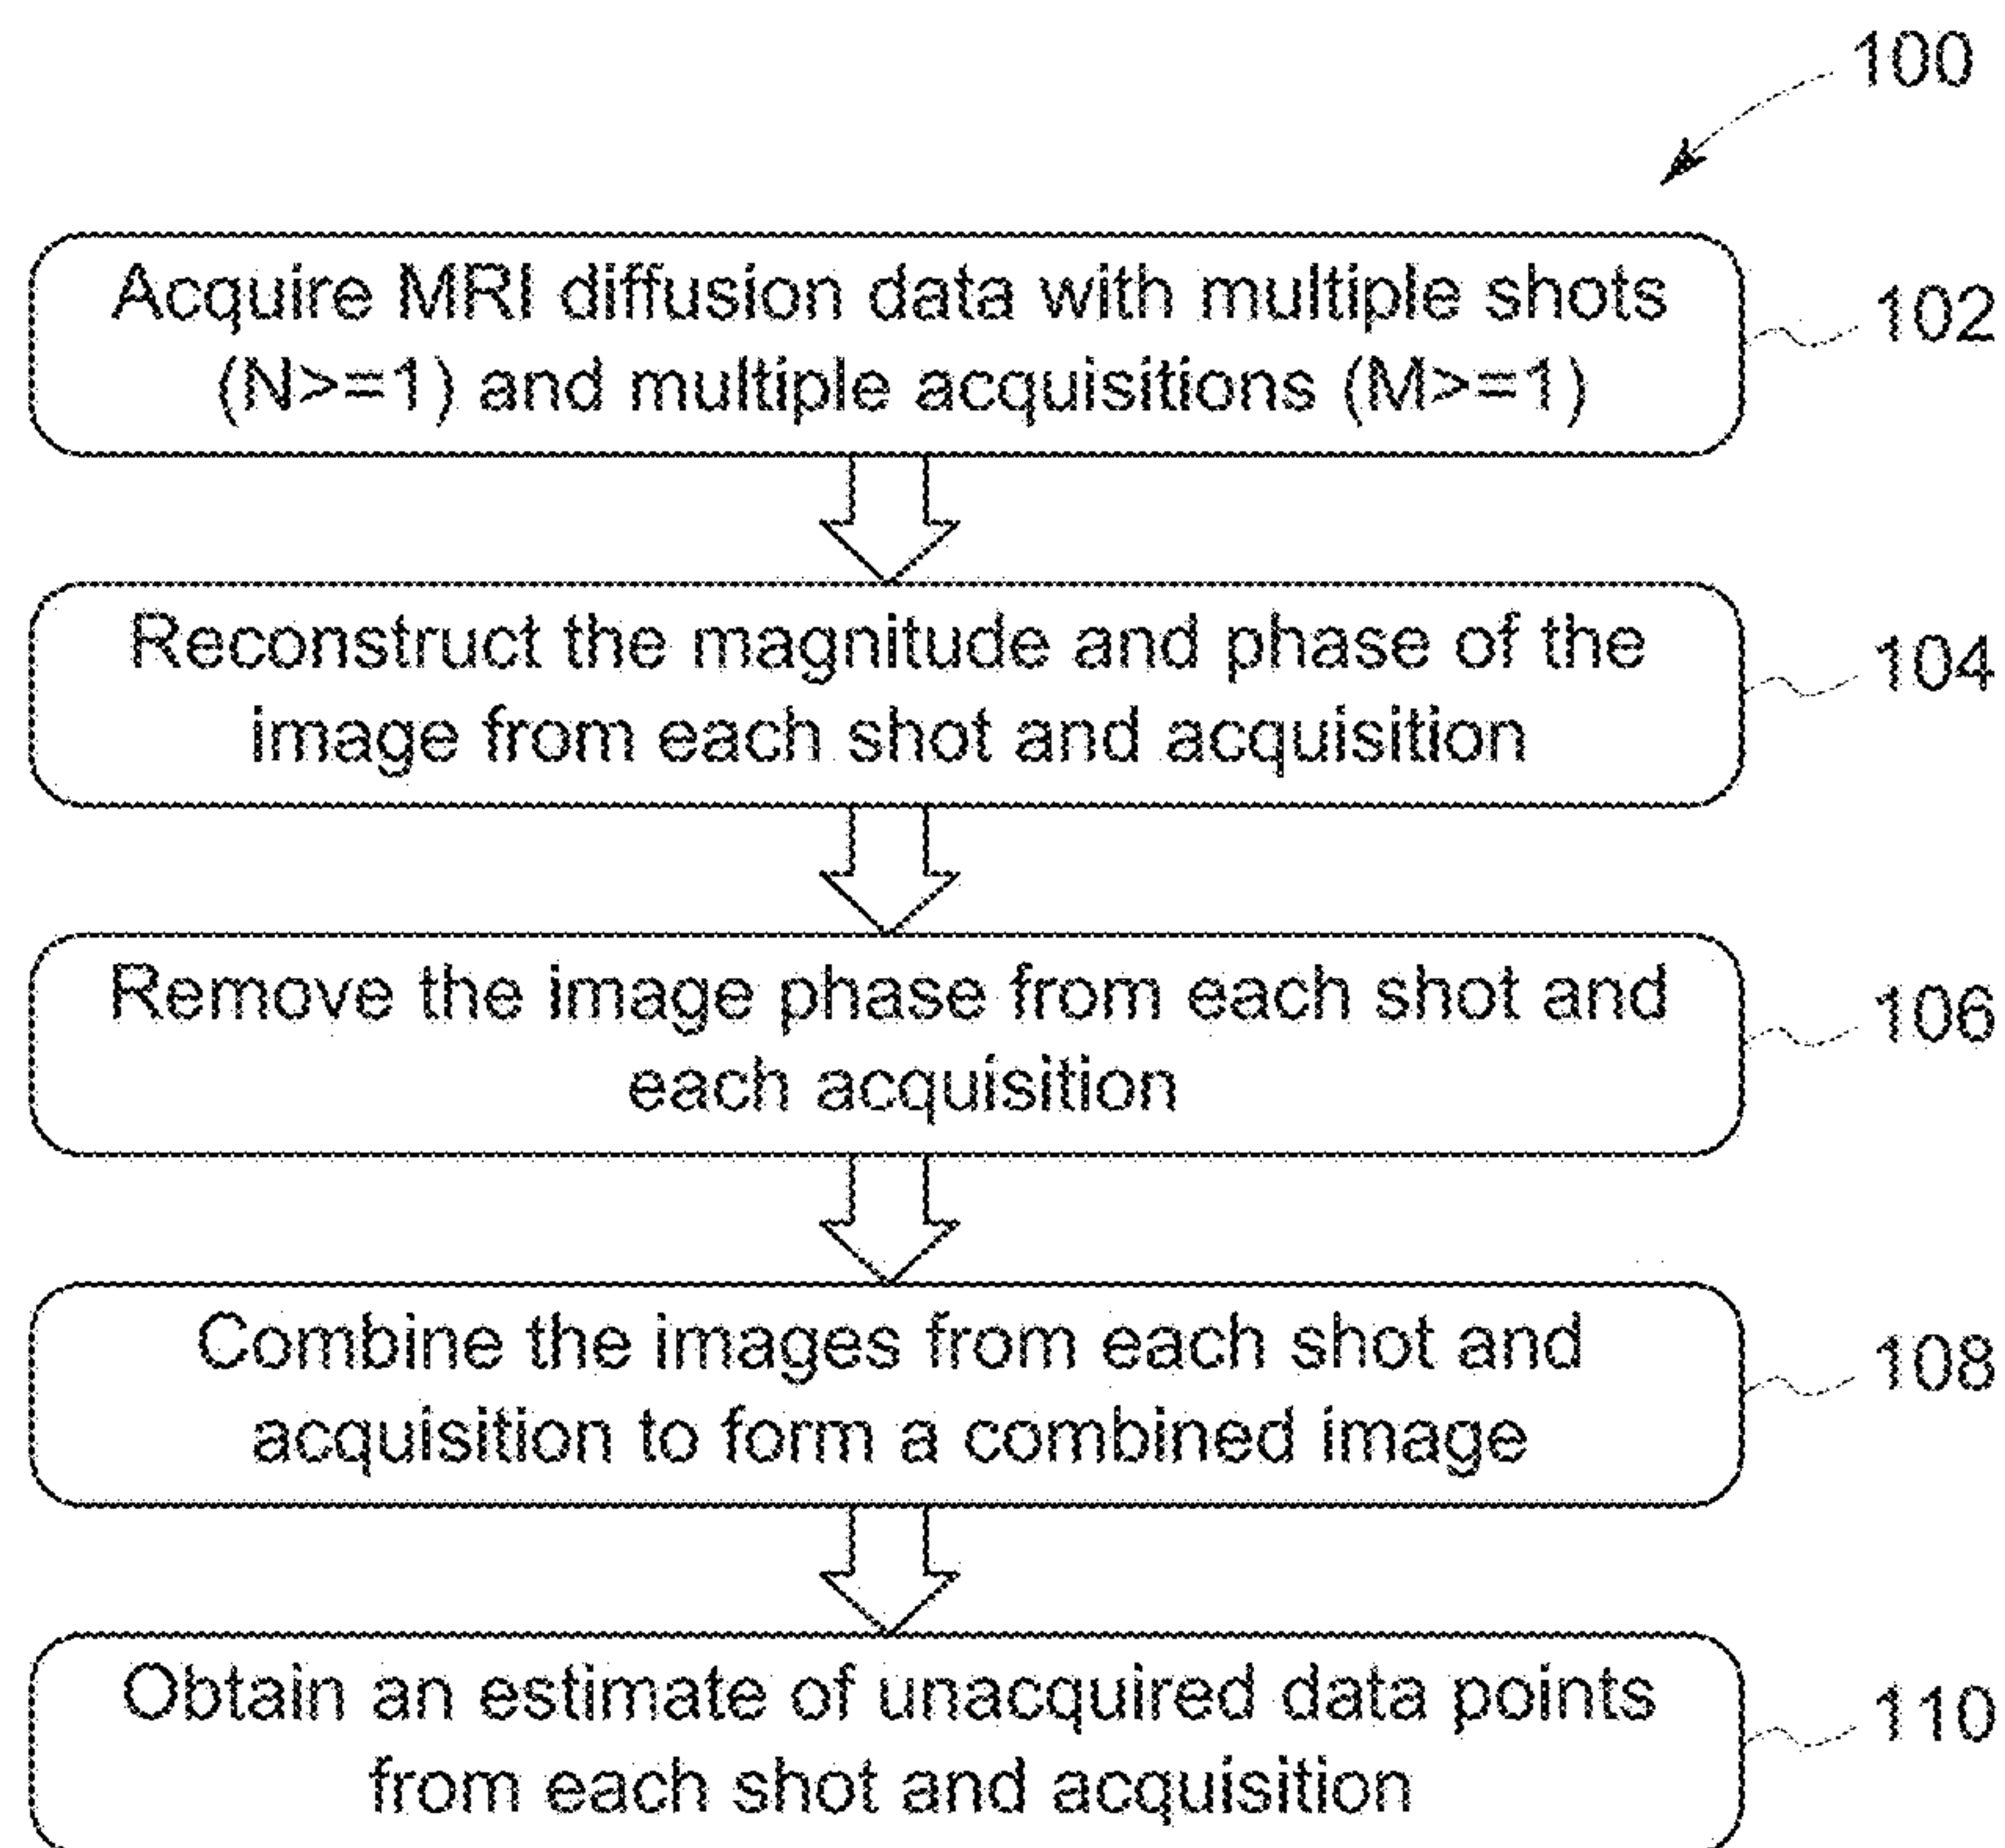 100
Acquire MRI diffusion data with multiple shots
(N>=1) and multiple acquisitions (M>=1)
102
Reconstruct the magnitude and phase of the
image from each shot and acquisition
104
Remove the image phase from each shot and
each acquisition
106
Combine the images from each shot and
acquisition to form a combined image
108
Obtain an estimate of unacquired data points
from each shot and acquisition
110